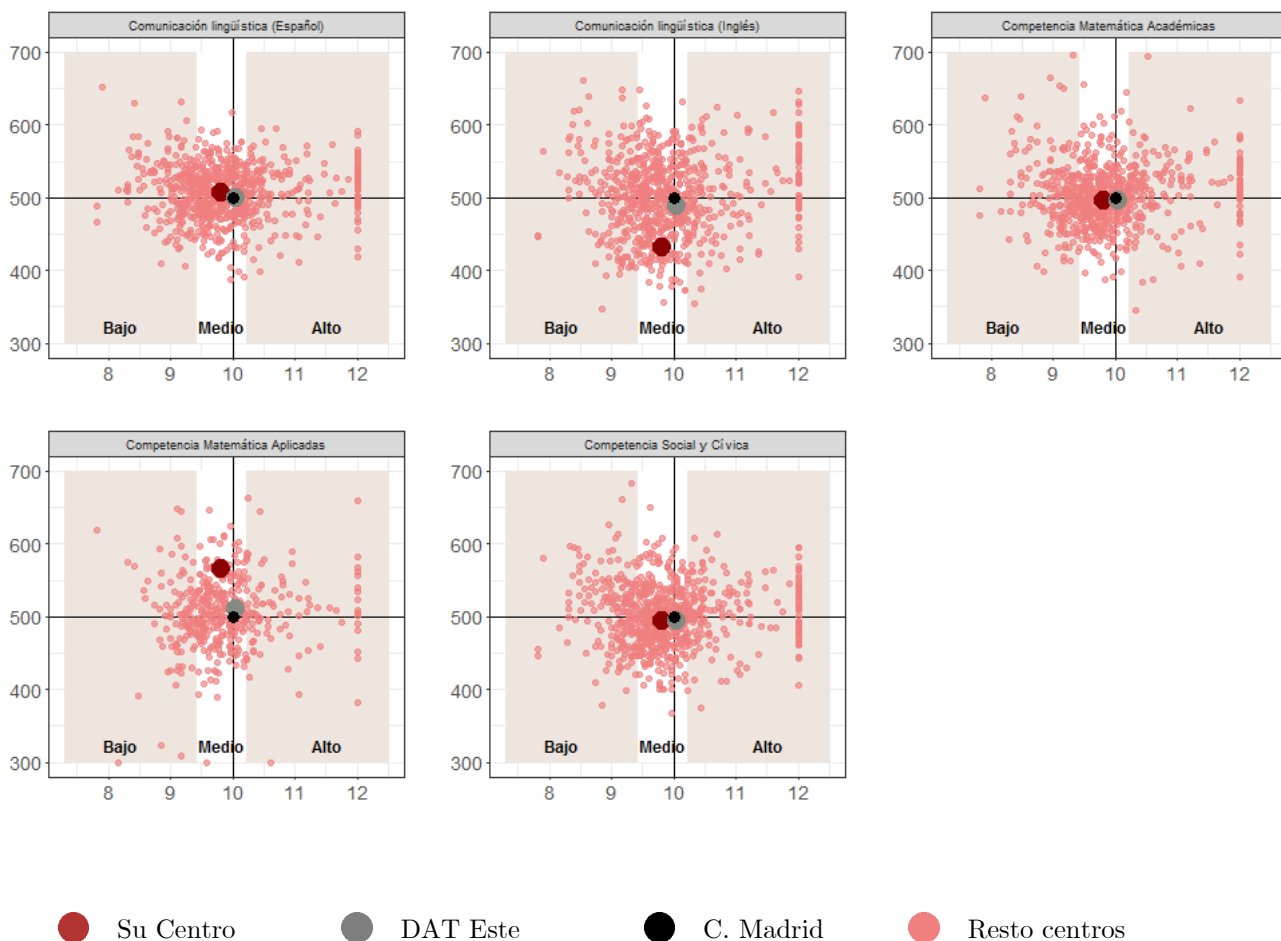 Comunicación lingüística (Español)
Comunicación lingüística (Inglés)
Competencia Matemática Académicas
700
600
500
400
300
Bajo Medio Alto
8 9 10 11 12
700
600
500
400
300
Bajo Medio Alto
8 9 10 11 12
700
600
500
400
300
Bajo Medio Alto
8 9 10 11 12
Competencia Matemática Aplicadas
Competencia Social y Cívica
700
600
500
400
300
Bajo Medio Alto
8 9 10 11 12
700
600
500
400
300
Bajo Medio Alto
8 9 10 11 12
Su Centro DAT Este C. Madrid Resto centros